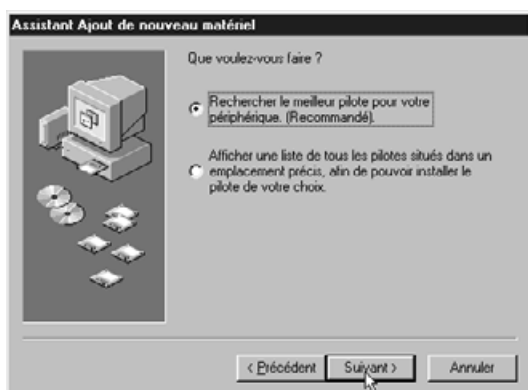 Assistant Ajout de nouveau matériel
Que voulez-vous faire ?
Rechercher le meilleur pilote pour votre
périphérique. (Recommandé).
Afficher une liste de tous les pilotes situés dans un
emplacement précis, afin de pouvoir installer le
pilote de votre choix.
< Précédent
Suivant >
Annuler